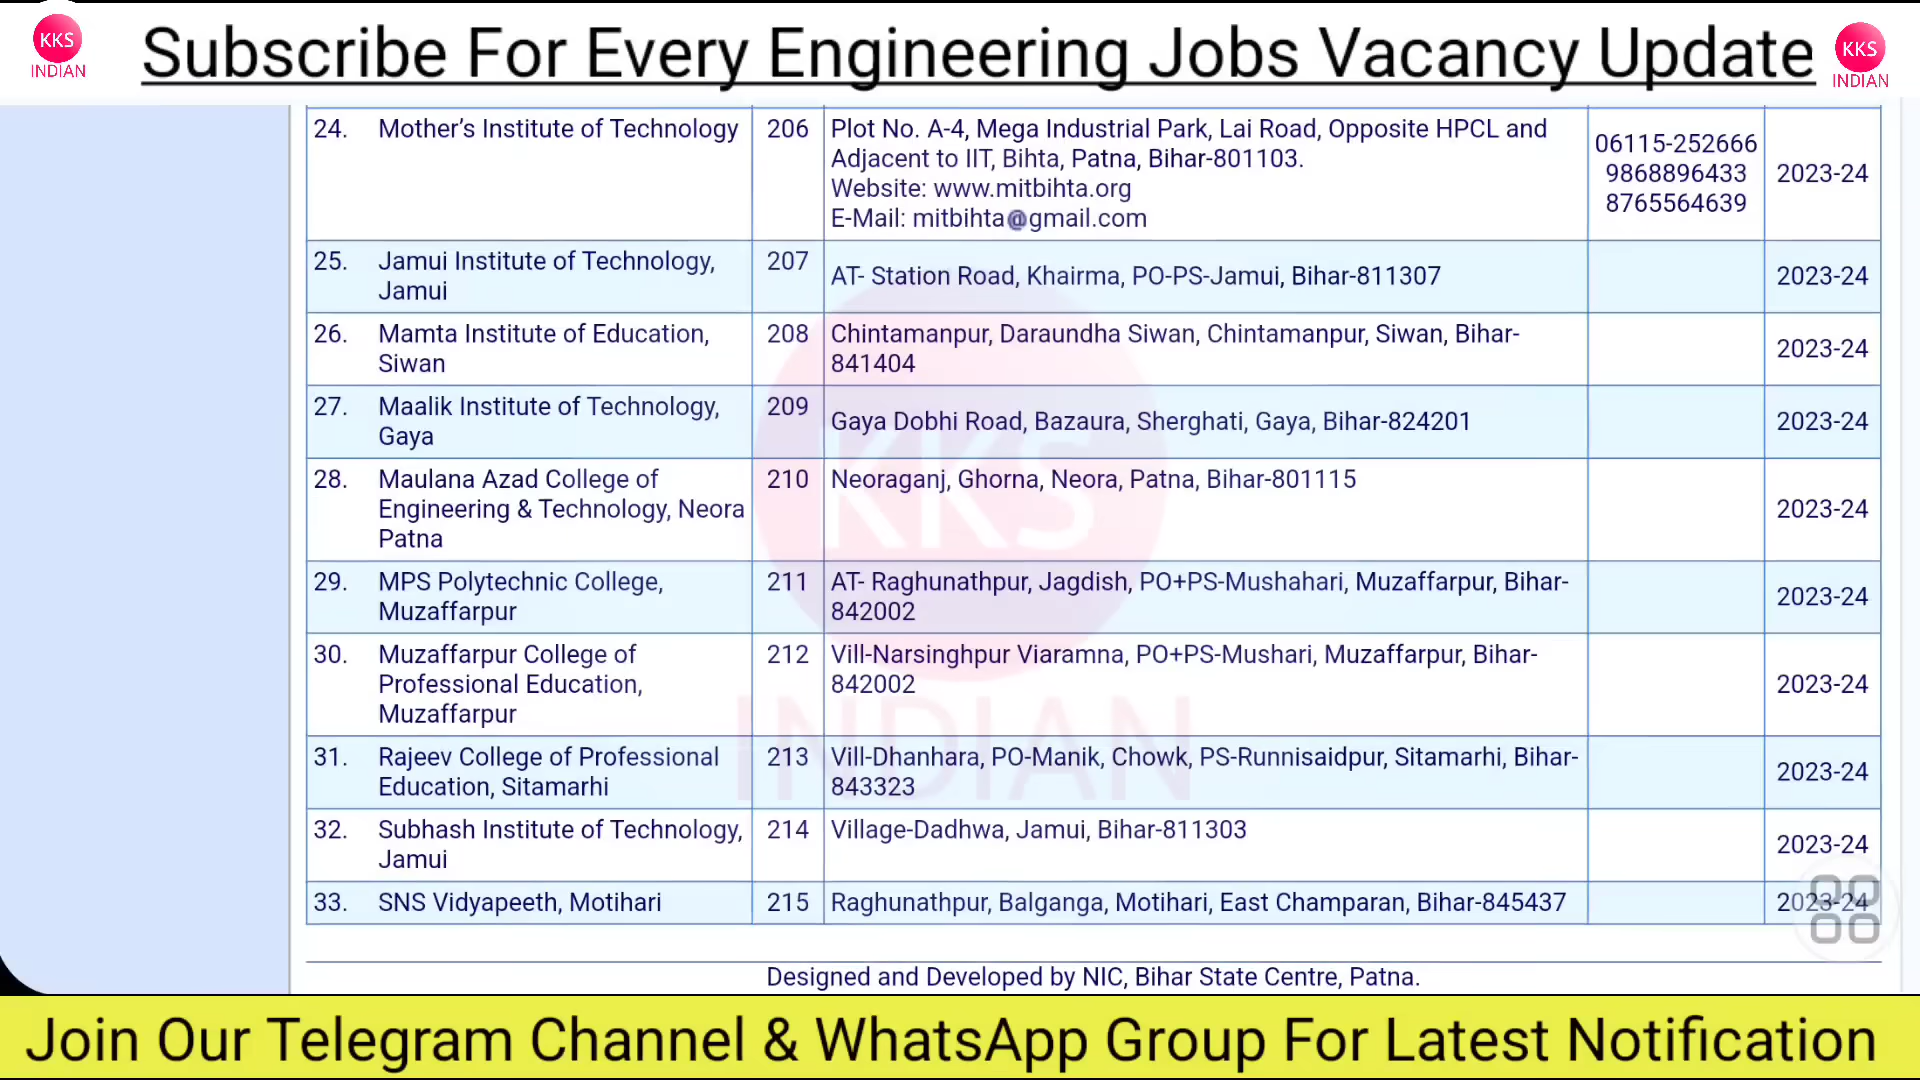 KKS
INDIAN
Subscribe For Every Engineering Jobs Vacancy Update
KKS
INDIAN
24. Mother’s Institute of Technology 206 Plot No. A-4, Mega Industrial Park, Lai Road, Opposite HPCL and
Adjacent to IIT, Bihta, Patna, Bihar-801103.
Website: www.mitbihta.org
E-Mail: mitbihta@gmail.com
06115-252666
9868896433
8765564639
2023-24
25. Jamui Institute of Technology,
Jamui
207
AT- Station Road, Khairma, PO-PS-Jamui, Bihar-811307
2023-24
26. Mamta Institute of Education,
Siwan
208
Chintamanpur, Daraundha Siwan, Chintamanpur, Siwan, Bihar-
841404
2023-24
27. Maalik Institute of Technology,
Gaya
209
Gaya Dobhi Road, Bazaura, Sherghati, Gaya, Bihar-824201
2023-24
28. Maulana Azad College of
Engineering & Technology, Neora
Patna
210
Neoraganj, Ghorna, Neora, Patna, Bihar-801115
2023-24
29. MPS Polytechnic College,
Muzaffarpur
211
AT- Raghunathpur, Jagdish, PO+PS-Mushahari, Muzaffarpur, Bihar-
842002
2023-24
30. Muzaffarpur College of
Professional Education,
Muzaffarpur
212
Vill-Narsinghpur Viaramna, PO+PS-Mushari, Muzaffarpur, Bihar-
842002
2023-24
31. Rajeev College of Professional
Education, Sitamarhi
213
Vill-Dhanhara, PO-Manik, Chowk, PS-Runnisaidpur, Sitamarhi, Bihar-
843323
2023-24
32. Subhash Institute of Technology,
Jamui
214
Village-Dadhwa, Jamui, Bihar-811303
2023-24
33. SNS Vidyapeeth, Motihari 215 Raghunathpur, Balganga, Motihari, East Champaran, Bihar-845437 2023-24
KKS
INDIAN
Designed and Developed by NIC, Bihar State Centre, Patna.
Join Our Telegram Channel & WhatsApp Group For Latest Notification